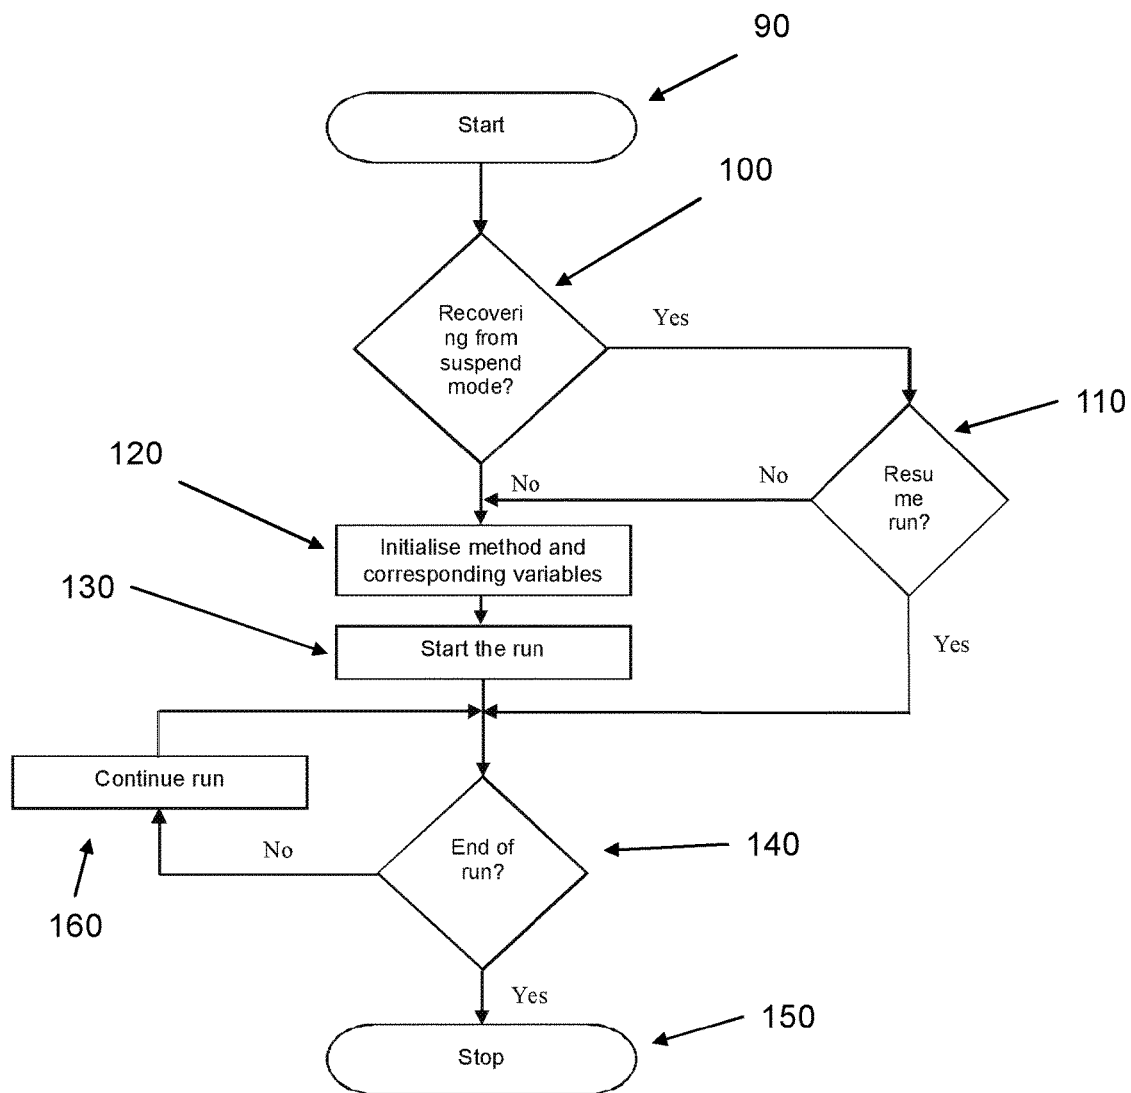 90
Start
100
Recoveri
ng from
suspend
mode?
Yes
110
120
No
No
Resu
me
run?
Initialise method and
corresponding variables
130
Start the run
Yes
Continue run
End of
run?
140
No
160
Yes
150
Stop